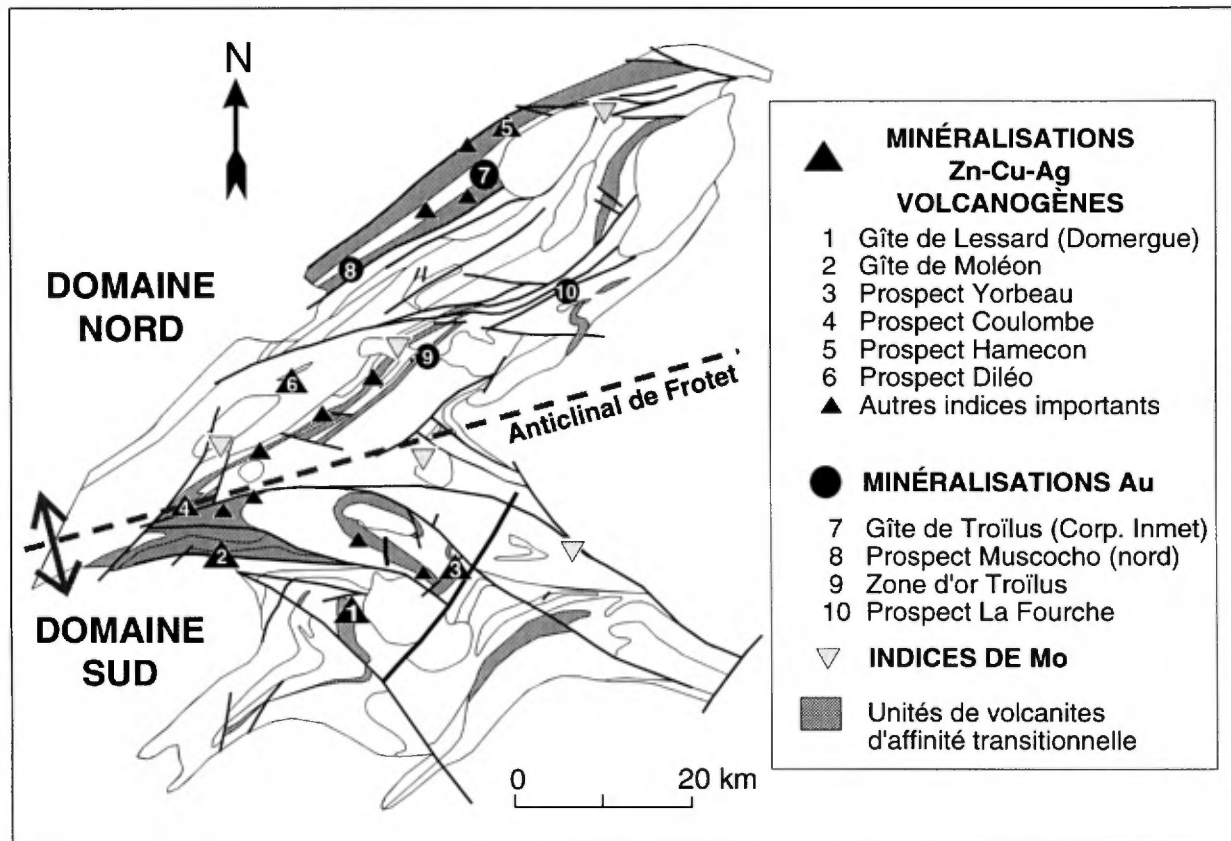 N
DOMAINE
NORD
DOMAINE
SUD
Anticlinal de Frotet
5
7
8
10
9
6
4
2
3
1
0 20 km
MINÉRALISATIONS
Zn-Cu-Ag
VOLCANOGÈNES
1 Gîte de Lessard (Domergue)
2 Gîte de Moléon
3 Prospect Yorbeau
4 Prospect Coulombe
5 Prospect Hamecon
6 Prospect Diléo
Autres indices importants
MINÉRALISATIONS Au
7 Gîte de Troïlus (Corp. Inmet)
8 Prospect Muscocho (nord)
9 Zone d'or Troïlus
10 Prospect La Fourche
INDICES DE Mo
Unités de volcanites
d'affinité transitionnelle